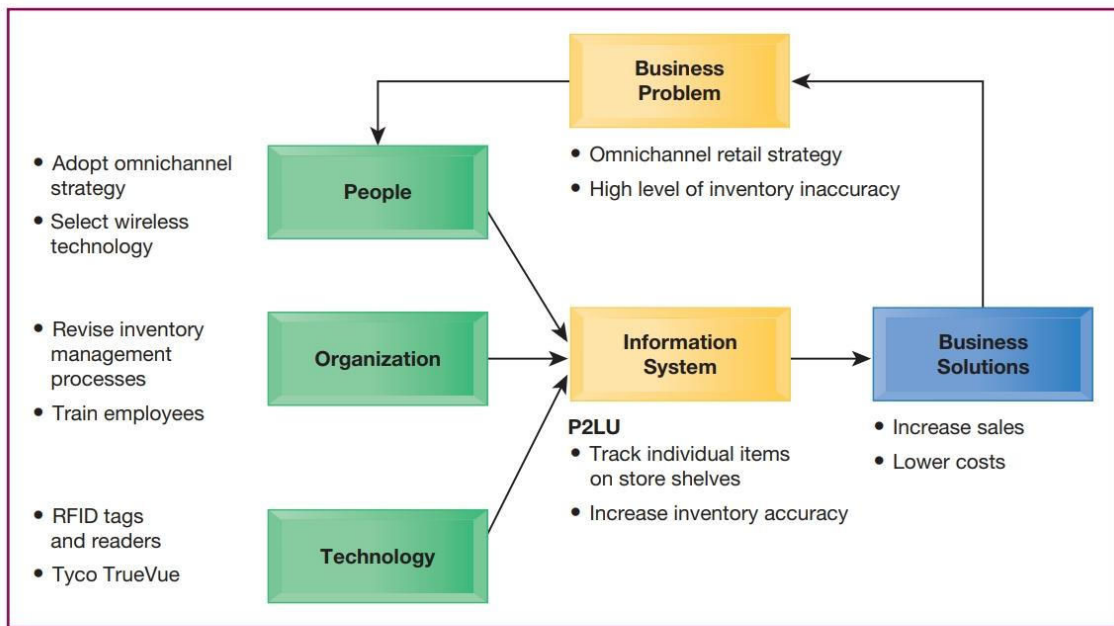 Business
Problem
• Omnichannel retail strategy
• High level of inventory inaccuracy
• Adopt omnichannel
strategy
• Select wireless
technology
People
• Revise inventory
management
processes
• Train employees
Organization
• RFID tags
and readers
• Tyco TrueVue
Technology
Information
System
P2LU
• Track individual items
on store shelves
• Increase inventory accuracy
Business
Solutions
• Increase sales
• Lower costs